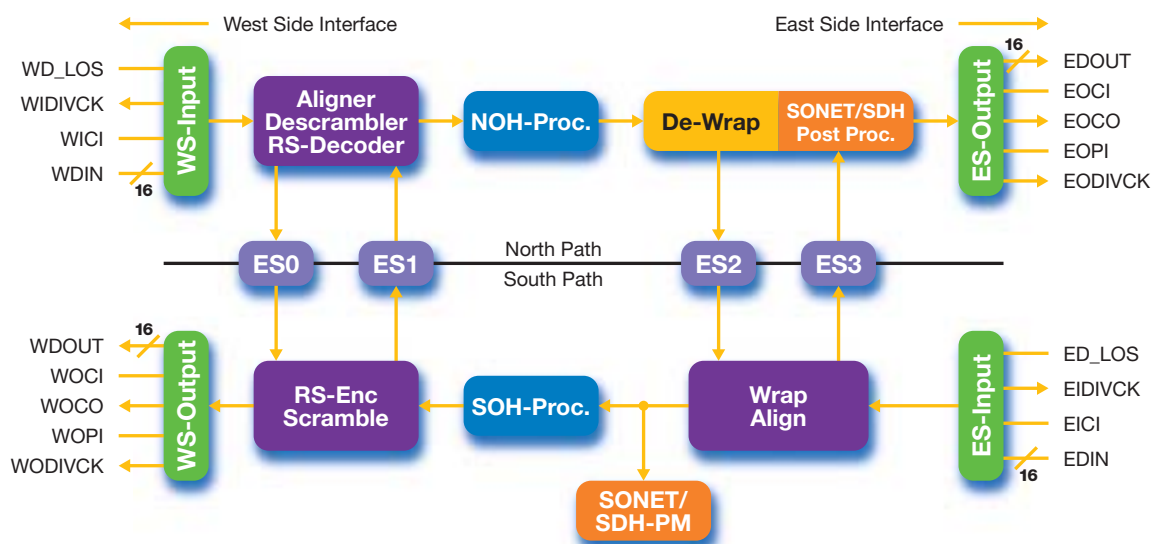 West Side Interface
East Side Interface
WD_LOS
WIDIVCK
WICI
WDIN
16
WS-Input
Aligner
Descrambler
RS-Decoder
NOH-Proc.
De-Wrap
SONET/SDH
Post Proc.
ES-Output
16
EDOUT
EOCI
EOCO
EOPI
EODIVCK
ES0
ES1
North Path
South Path
ES2
ES3
16
WDOUT
WOCI
WOCO
WOPI
WODIVCK
WS-Output
RS-Enc
Scramble
SOH-Proc.
Wrap
Align
ES-Input
ED_LOS
EIDIVCK
EICI
EDIN
16
SONET/
SDH-PM